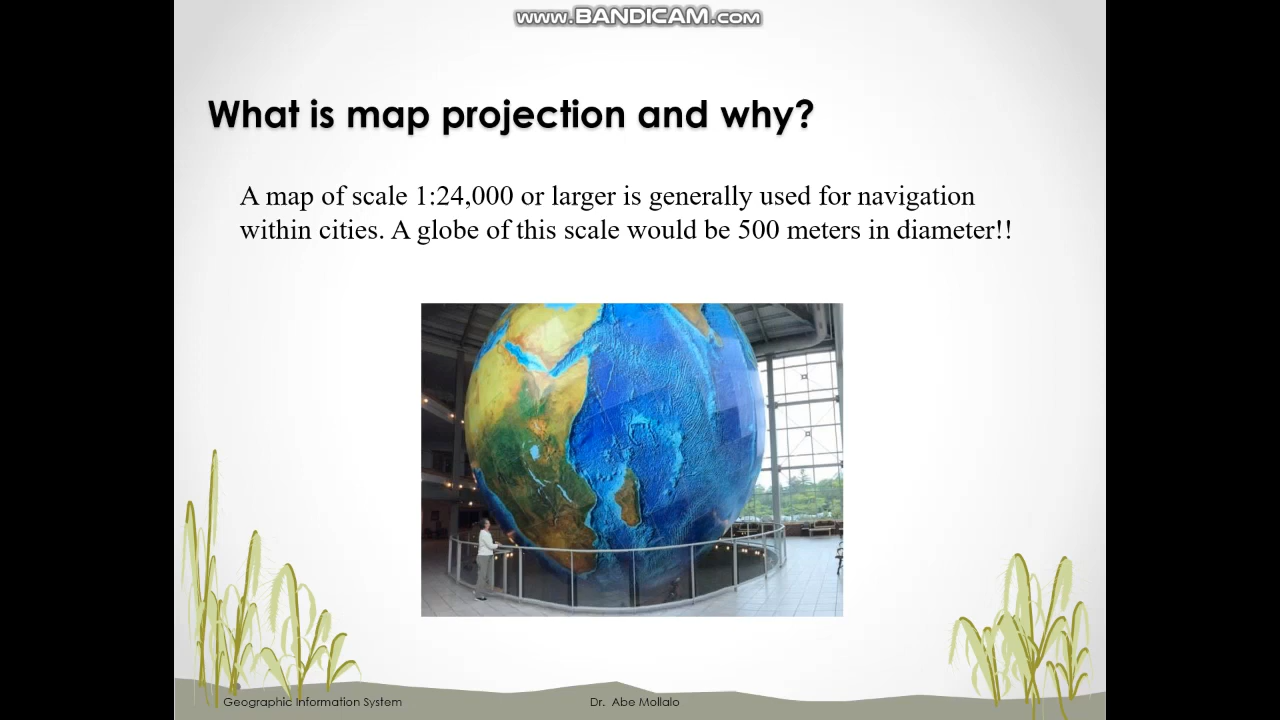 www.BANDICAM.com
What is map projection and why?
A map of scale 1:24,000 or larger is generally used for navigation
within cities. A globe of this scale would be 500 meters in diameter!!
Geographic Information System
Dr. Abe Mollalo